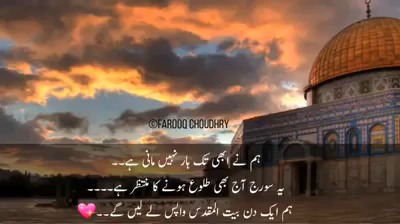 ©FAROOQ CHOUDHRY
ہم نے ابھی تک ہار نہیں مانی ہے۔۔
یہ سورج آج بھی طلوع ہونے کا منتظر ہے۔۔۔۔
ہم ایک دن بیت المقدس واپس لے لیں گے۔۔۔💖